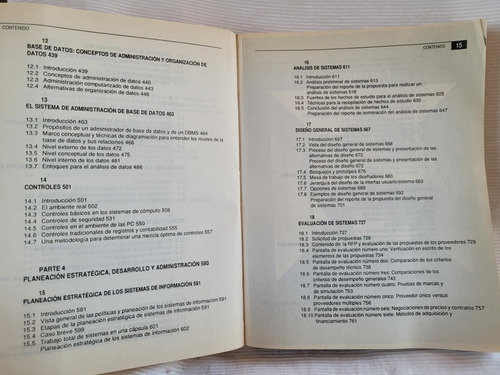 CONTENIDO
12
BASE DE DATOS: CONCEPTOS DE ADMINISTRACIÓN Y ORGANIZACIÓN DE
DATOS 439
12.1 Introducción 439
12.2 Conceptos de administración de datos 440
12.3 Administración computarizada de datos 443
12.4 Alternativas de organización de datos 448
13
EL SISTEMA DE ADMINISTRACIÓN DE BASE DE DATOS 463
13.1 Introducción 463
13.2 Propósitos de un administrador de base de datos y de un DBMS 464
13.3 Marco conceptual y técnicas de diagramación para entender los niveles de la
base de datos y sus relaciones 466
13.4 Nivel externo de los datos 472
13.5 Nivel conceptual de los datos 475
13.6 Nivel interno de los datos 481
13.7 Enfoques para el análisis de datos 486
14
CONTROLES 501
14.1 Introducción 501
14.2 El ambiente real 502
14.3 Controles básicos en los sistemas de cómputo 508
14.4 Controles de seguridad 531
14.5 Controles en el ambiente de las PC 550
14.6 Controles tradicionales de registros y contabilidad 555
14.7 Una metodología para determinar una mezcla óptima de controles 557
PARTE 4
PLANEACIÓN ESTRATÉGICA, DESARROLLO Y ADMINISTRACIÓN 580
15
PLANEACIÓN ESTRATÉGICA DE LOS SISTEMAS DE INFORMACIÓN 581
15.1 Introducción 581
15.2 Vista general de las políticas y planeación de los sistemas de información 581
15.3 Etapas de la planeación estratégica de sistemas de información 591
15.4 Caso breve 599
15.5 Trabajo total de sistemas en una cápsula 601
Planeación estratégica de los sistemas de información 602
CONTENIDO 15
16
ANÁLISIS DE SISTEMAS 611
16.1 Introducción 611
16.2 Análisis preliminar de sistemas 613
Preparación del reporte de la propuesta para realizar un
análisis de sistemas 618
16.3 Fuentes de los hechos de estudio para el análisis de sistemas 625
16.4 Técnicas para la recopilación de hechos de estudio 630
16.5 Conclusión del análisis de sistemas 644
Preparación del reporte de terminación del análisis de sistemas 647
17
DISEÑO GENERAL DE SISTEMAS 667
17.1 Introducción 667
17.2 Vista del diseño general de sistemas 668
17.3 Proceso del diseño general de sistemas y presentación de las
alternativas de diseño 672
Proceso del diseño general de sistemas y presentación de las
alternativas de diseño 672
17.4 Bosquejos y prototipos 676
17.5 Mesa de trabajo de los diseñadores 680
17.6 Jerarquía del diseño de la interfaz usuario/sistema 683
17.7 Opciones de sistemas 689
17.8 Ejemplos de diseño general de sistemas 693
Preparación del reporte de la propuesta del diseño general
de sistemas 701
18
EVALUACIÓN DE SISTEMAS 727
18.1 Introducción 727
18.2 Solicitud de propuestas 728
18.3 Contenido de la RFP y evaluación de las propuestas de los proveedores 729
18.4 Pantalla de evaluación número uno: Verificación en escrito de los
elementos de las propuestas 734
18.5 Pantalla de evaluación número dos: Comparación de los criterios
de desempeño técnico 738
18.6 Pantalla de evaluación número tres: Comparaciones de los
criterios de desempeño generales 743
18.7 Pantalla de evaluación número cuatro: Pruebas de marcas y
de simulación 753
18.8 Pantalla de evaluación número cinco: Proveedor único versus
proveedores múltiples 756
18.9 Pantalla de evaluación número seis: Negociaciones de precios y contratos 757
18.10 Pantalla de evaluación número siete: Métodos de adquisición y
financiamiento 761